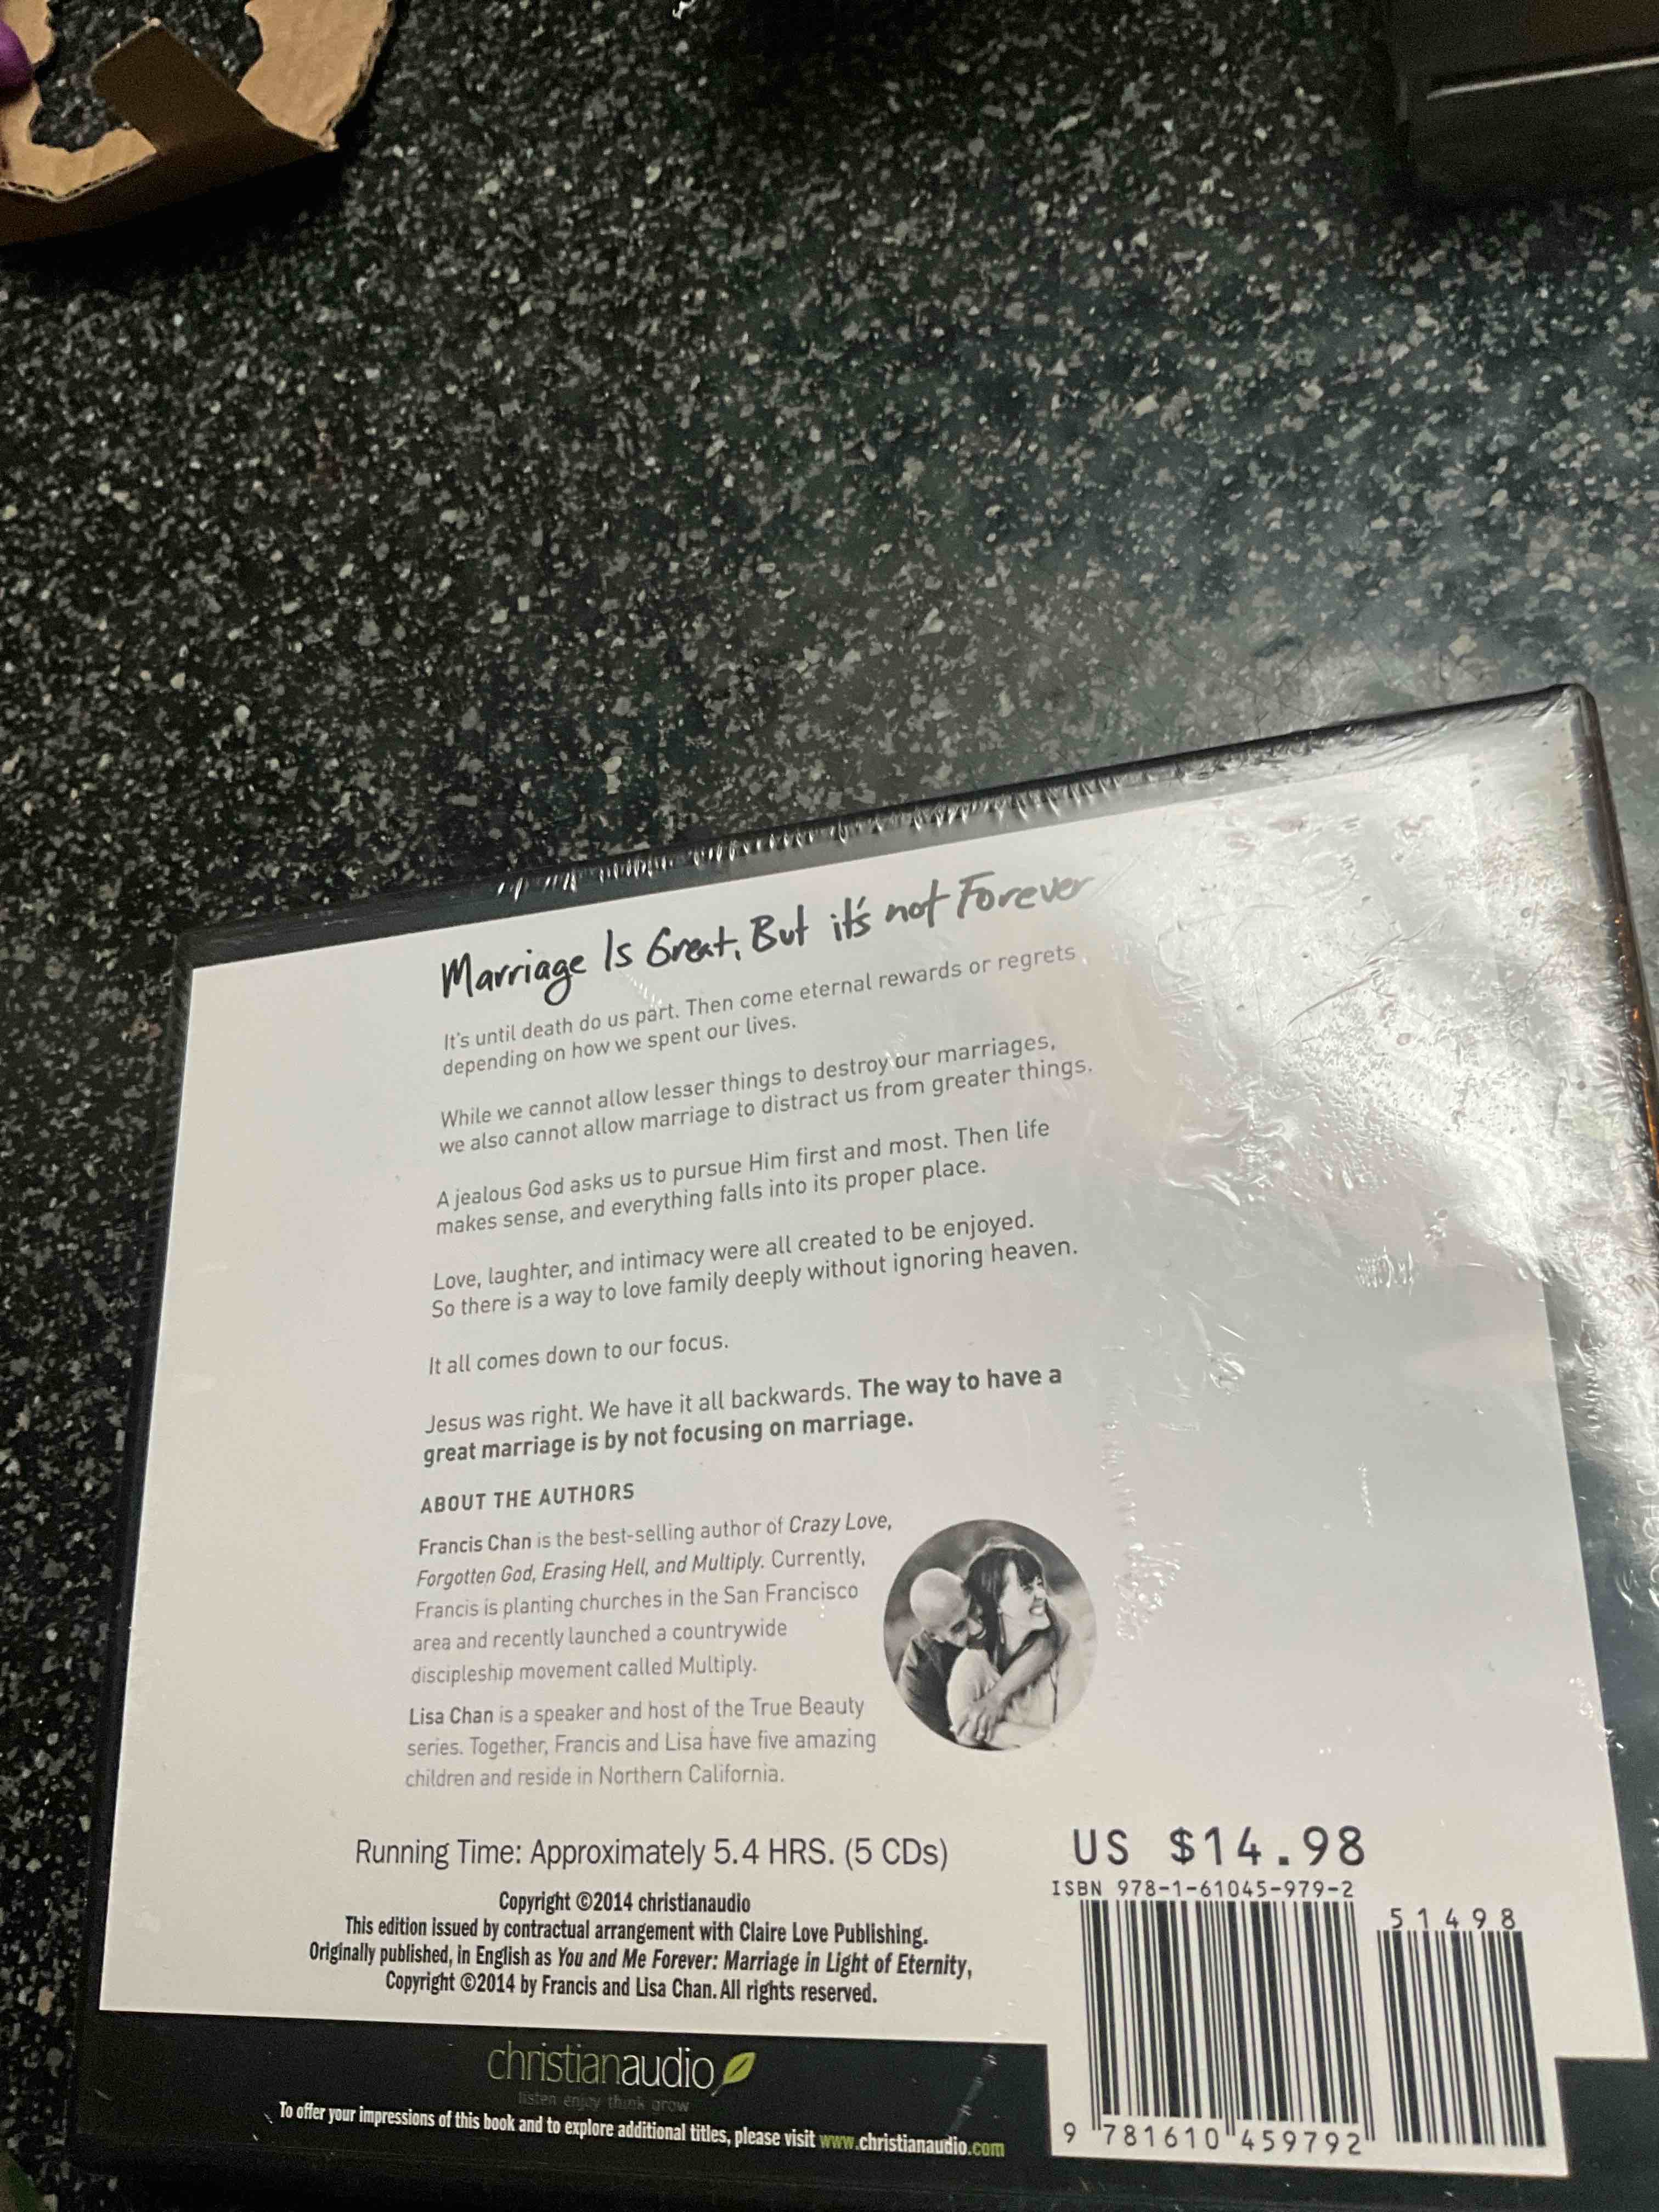 Marriage Is Great, But it's not Forever
It's until death do us part. Then come eternal rewards or regrets
depending on how we spent our lives.
While we cannot allow lesser things to destroy our marriages,
we also cannot allow marriage to distract us from greater things.
A jealous God asks us to pursue Him first and most. Then life
makes sense, and everything falls into its proper place.
Love, laughter, and intimacy were all created to be enjoyed.
So there is a way to love family deeply without ignoring heaven.
It all comes down to our focus.
Jesus was right. We have it all backwards. The way to have a
great marriage is by not focusing on marriage.
ABOUT THE AUTHORS
Francis Chan is the best-selling author of Crazy Love,
Forgotten God, Erasing Hell, and Multiply. Currently,
Francis is planting churches in the San Francisco
area and recently launched a countrywide
discipleship movement called Multiply.
Lisa Chan is a speaker and host of the True Beauty
series. Together, Francis and Lisa have five amazing
children and reside in Northern California.
Running Time: Approximately 5.4 HRS. (5 CDs)
Copyright ©2014 christianaudio
This edition issued by contractual arrangement with Claire Love Publishing.
Originally published, in English as You and Me Forever: Marriage in Light of Eternity,
Copyright ©2014 by Francis and Lisa Chan. All rights reserved.
US $14.98
ISBN 978-1-61045-979-2
51498
9 781610 459792
christianaudio
listen enjoy think grow
To offer your impressions of this book and to explore additional titles, please visit www.christianaudio.com